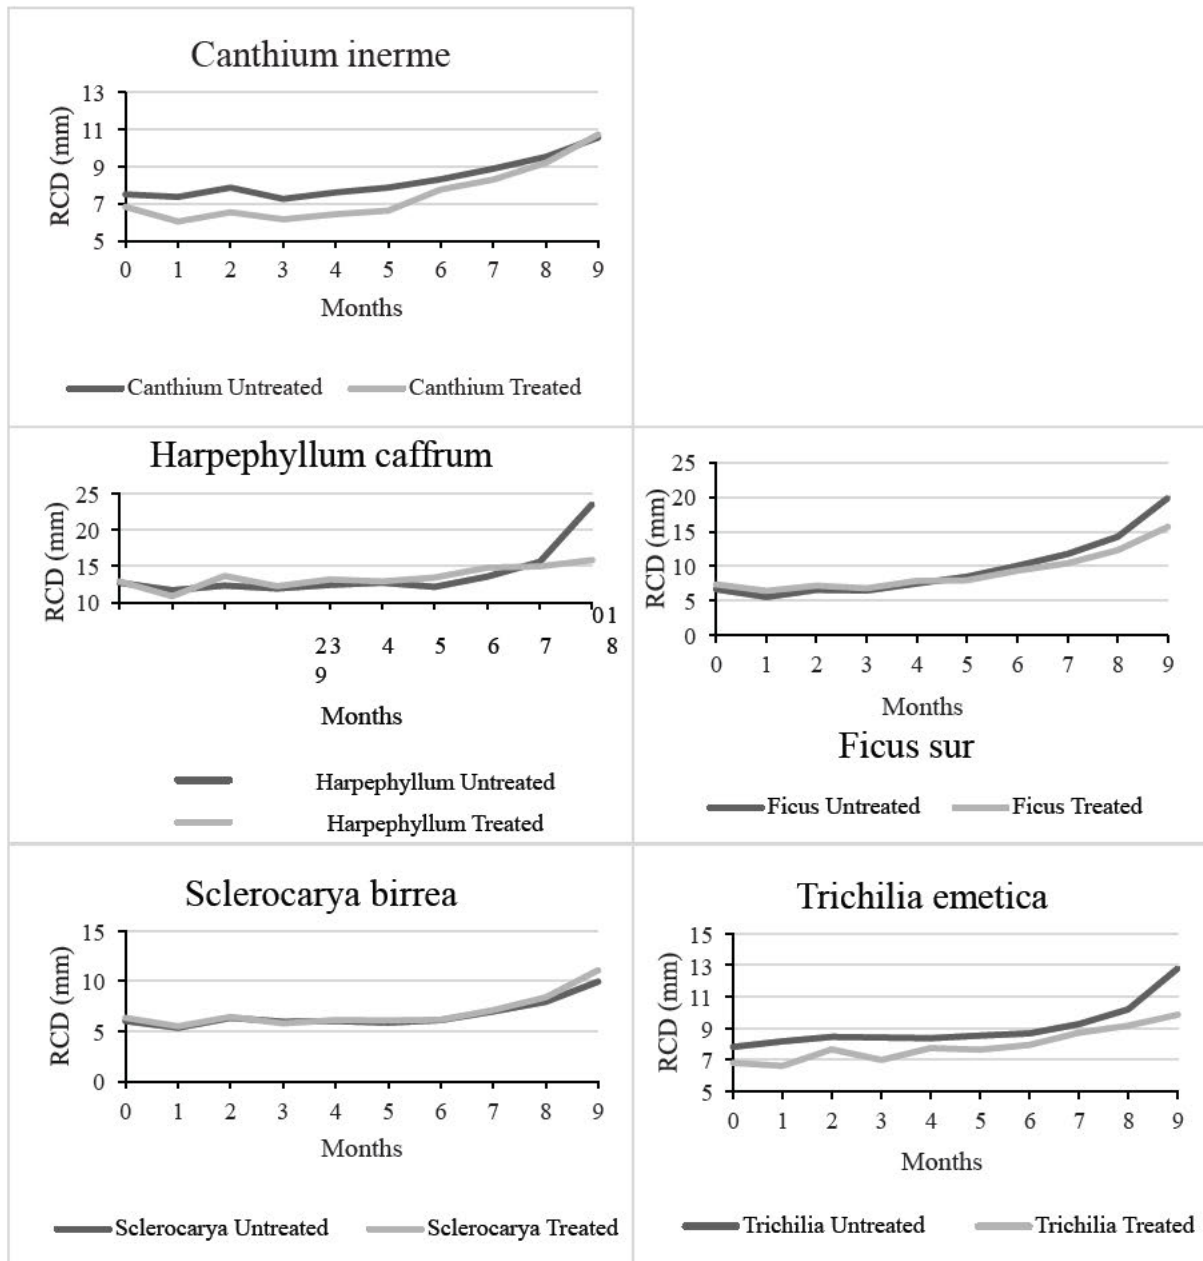 Canthium inerme
13
11
9
7
5
RCD (mm)
0 1 2 3 4 5 6 7 8 9
Months
Canthium Untreated Canthium Treated
Harpephyllum caffrum
25
20
15
10
RCD (mm)
01
23 4 5 6 7 8
9
Months
Harpephyllum Untreated
Harpephyllum Treated
25
20
15
10
5
0
RCD (mm)
0 1 2 3 4 5 6 7 8 9
Months
Ficus sur
Ficus Untreated Ficus Treated
Sclerocarya birrea
15
10
5
0
RCD (mm)
0 1 2 3 4 5 6 7 8 9
Months
Sclerocarya Untreated Sclerocarya Treated
Trichilia emetica
15
13
11
9
7
5
RCD (mm)
0 1 2 3 4 5 6 7 8 9
Months
Trichilia Untreated Trichilia Treated